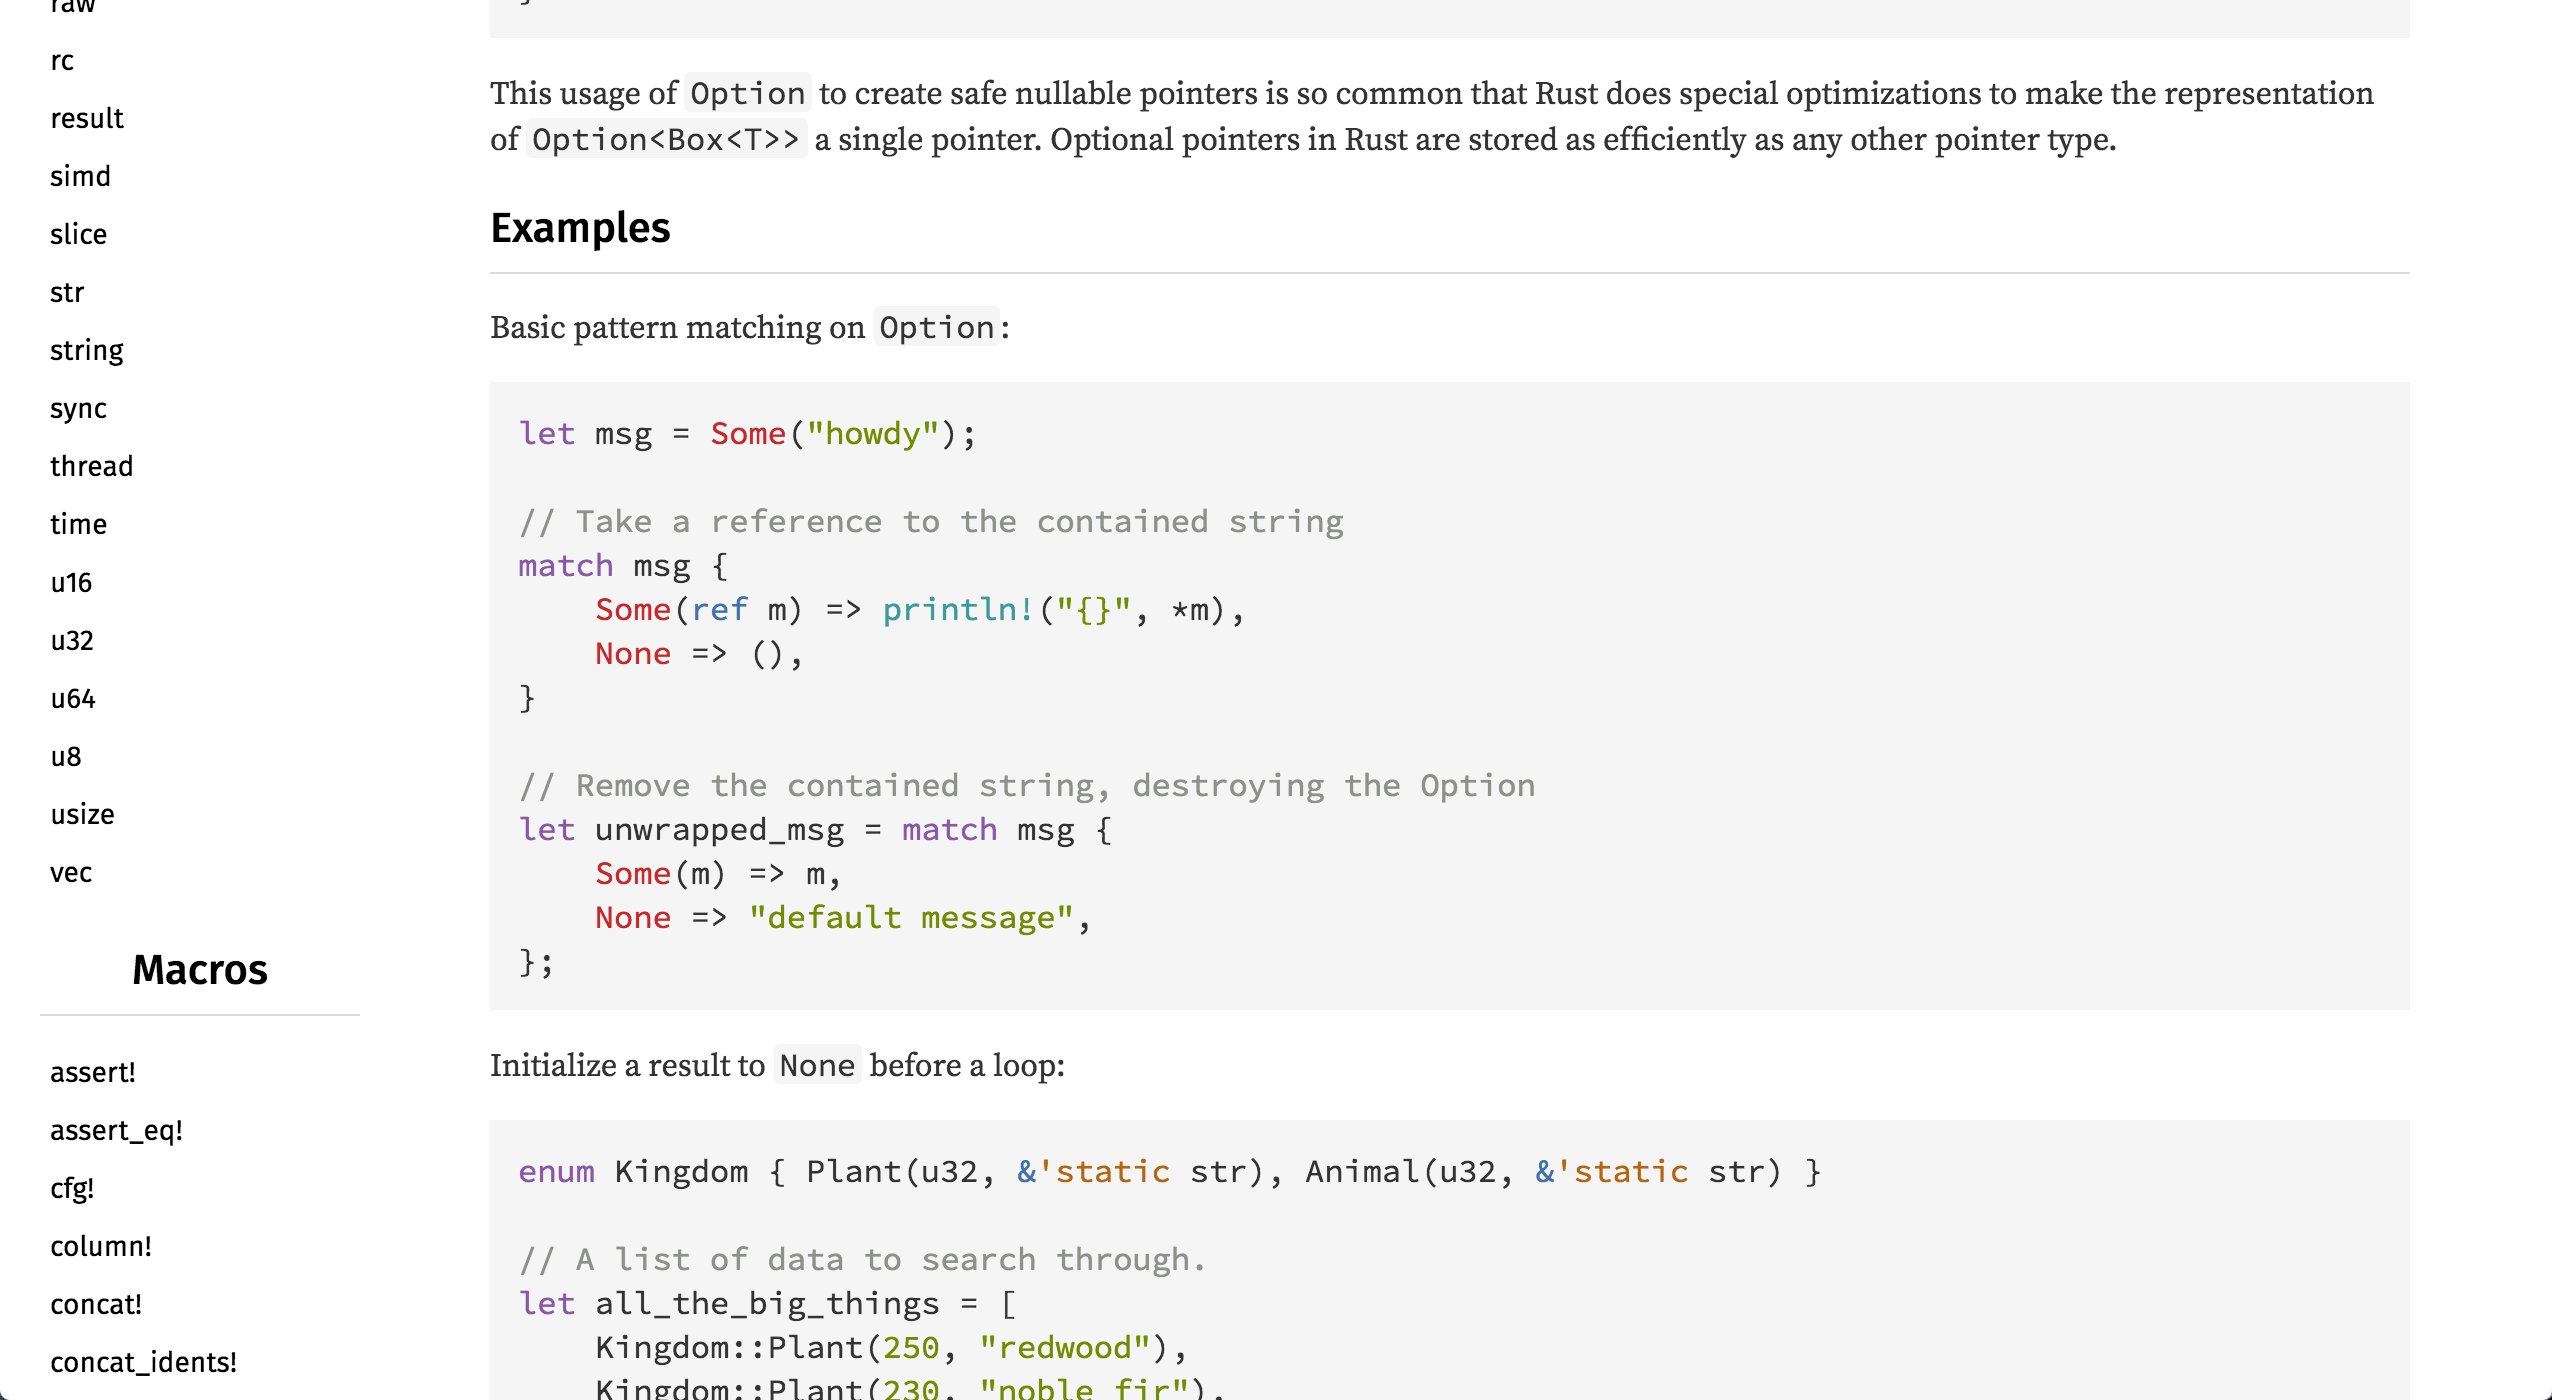 raw
rc
result
simd
slice
str
string
sync
thread
time
u16
u32
u64
u8
usize
vec
Macros
assert!
assert_eq!
cfg!
column!
concat!
concat_idents!
}
This usage of Option to create safe nullable pointers is so common that Rust does special optimizations to make the representation
of Option<Box<T>> a single pointer. Optional pointers in Rust are stored as efficiently as any other pointer type.
Examples
Basic pattern matching on Option:
let msg = Some("howdy");
// Take a reference to the contained string
match msg {
    Some(ref m) => println!("{}", *m),
    None => (),
}
// Remove the contained string, destroying the Option
let unwrapped_msg = match msg {
    Some(m) => m,
    None => "default message",
};
Initialize a result to None before a loop:
enum Kingdom { Plant(u32, &'static str), Animal(u32, &'static str) }
// A list of data to search through.
let all_the_big_things = [
    Kingdom::Plant(250, "redwood"),
    Kingdom::Plant(230, "noble fir"),